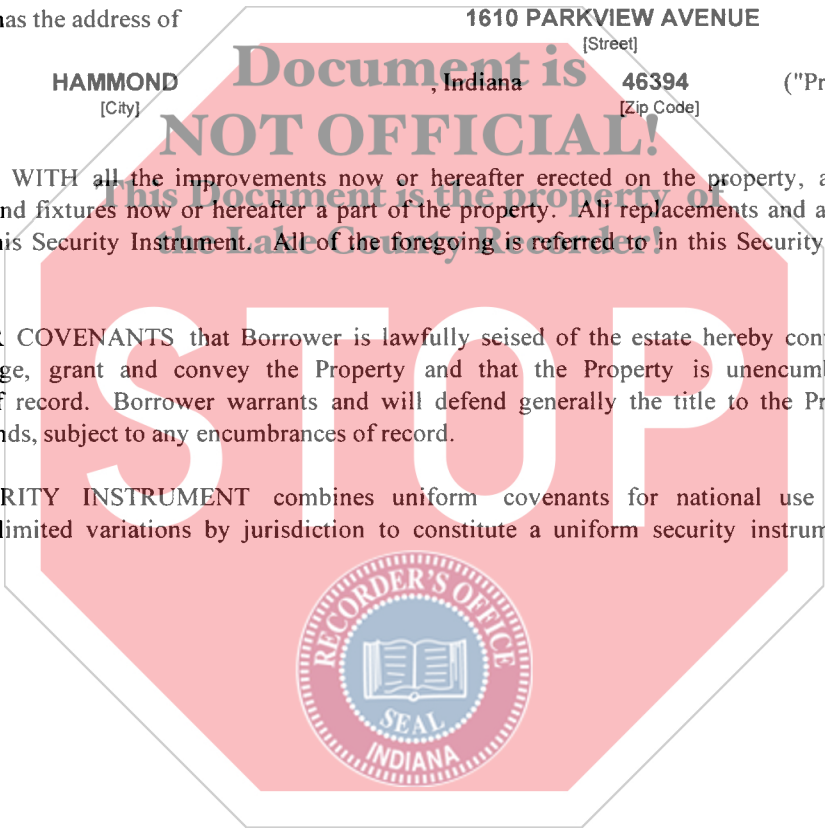 has the address of 1610 PARKVIEW AVENUE
[Street]
HAMMOND , Indiana 46394 ("Pr
[City] [Zip Code]
Document is
NOT OFFICIAL!
This Document is the property of
the Lake County Recorder!
WITH all the improvements now or hereafter erected on the property, a
nd fixtures now or hereafter a part of the property. All replacements and a
his Security Instrument. All of the foregoing is referred to in this Security
R COVENANTS that Borrower is lawfully seised of the estate hereby con
ge, grant and convey the Property and that the Property is unencumb
f record. Borrower warrants and will defend generally the title to the Pr
nds, subject to any encumbrances of record.
STOP
RITY INSTRUMENT combines uniform covenants for national use
limited variations by jurisdiction to constitute a uniform security instrum
RECORDER'S OFFICE
SEAL
INDIANA